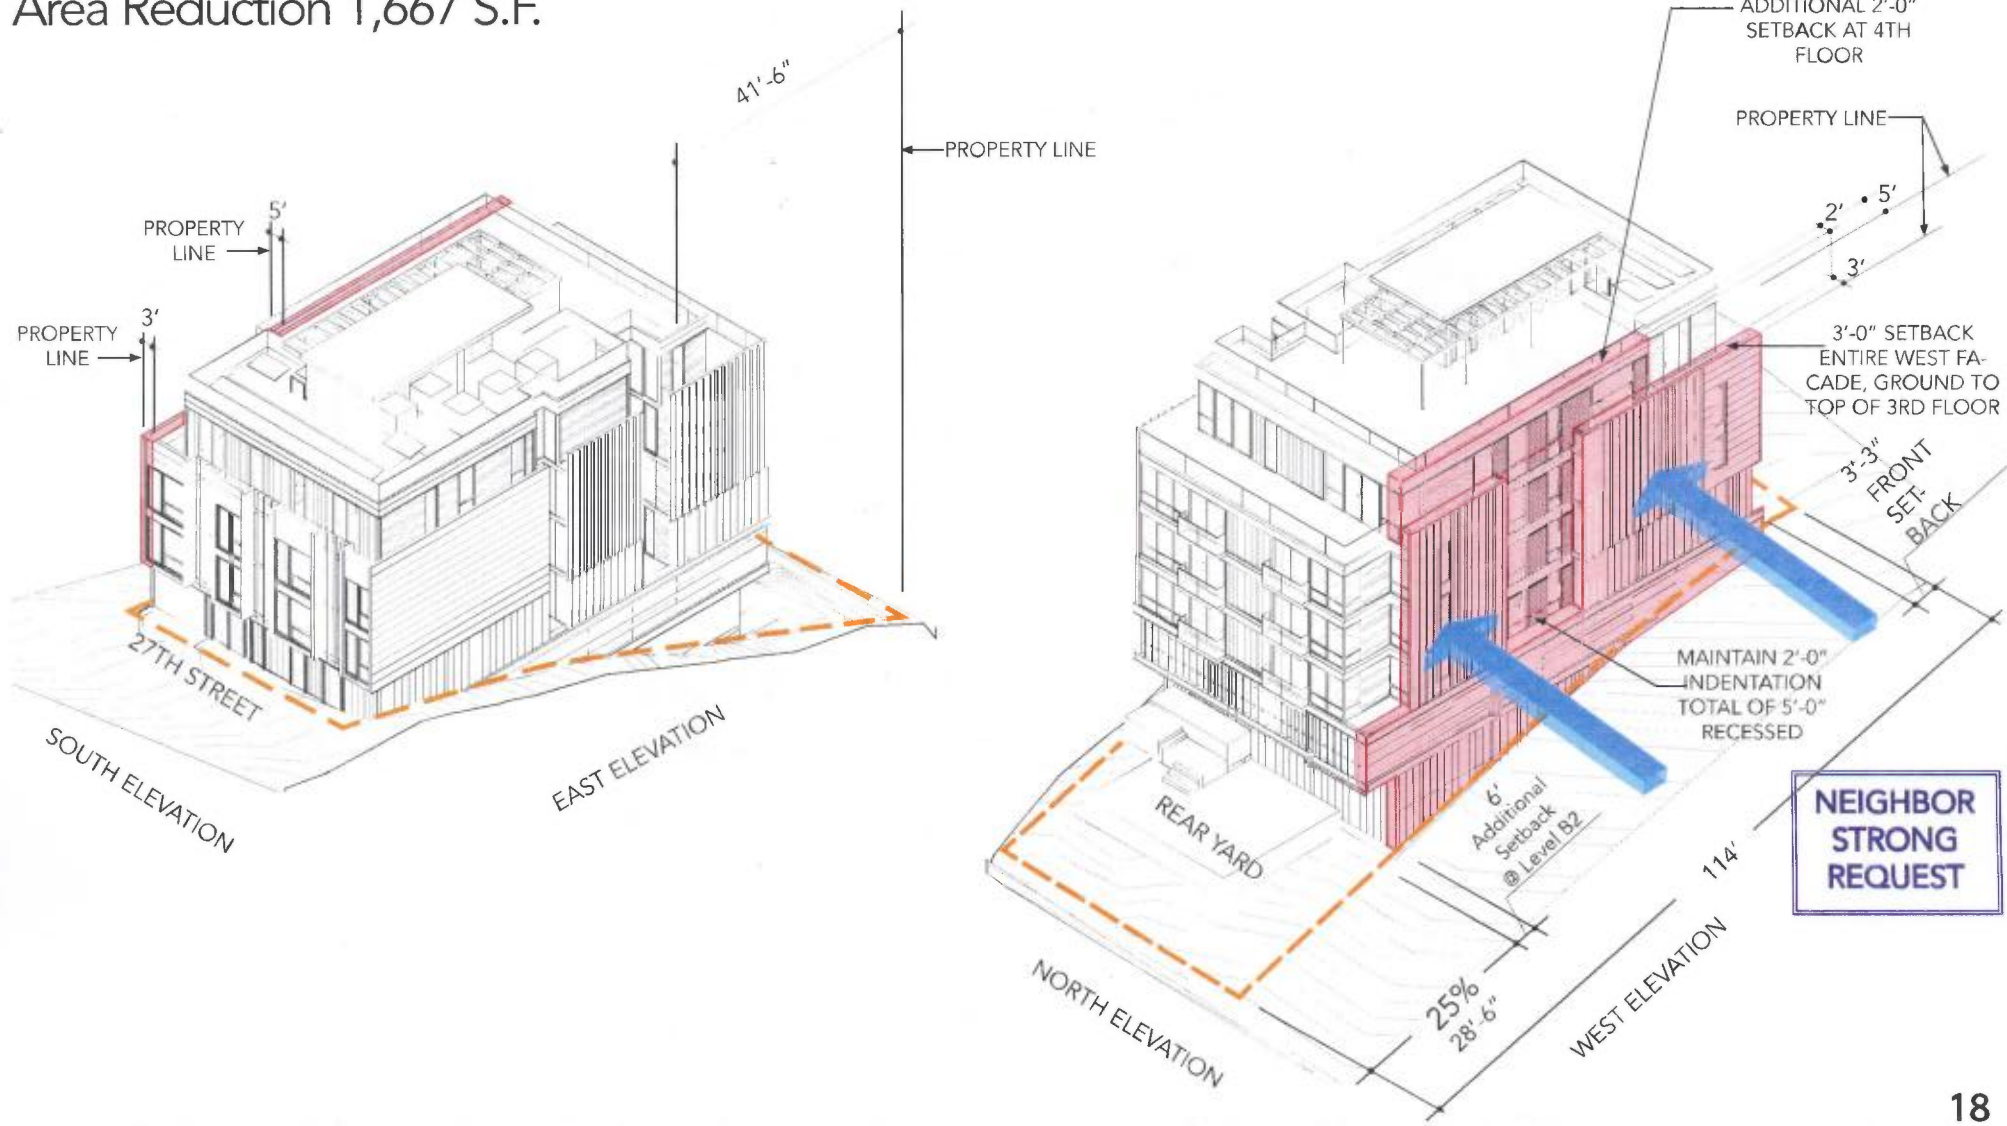 Area Reduction 1,667 S.F.
41'-6"
PROPERTY LINE
5'
PROPERTY
LINE
3'
PROPERTY
LINE
27TH STREET
SOUTH ELEVATION
EAST ELEVATION
ADDITIONAL 2'-0"
SETBACK AT 4TH
FLOOR
PROPERTY LINE
5'
2'
3'
3'-0" SETBACK
ENTIRE WEST FA-
CADE, GROUND TO
TOP OF 3RD FLOOR
3'-3"
FRONT
SET-
BACK
MAINTAIN 2'-0"
INDENTATION
TOTAL OF 5'-0"
RECESSED
REAR YARD
6'
Additional
Setback
@ Level B2
114'
NEIGHBOR
STRONG
REQUEST
25%
28'-6"
NORTH ELEVATION
WEST ELEVATION
18